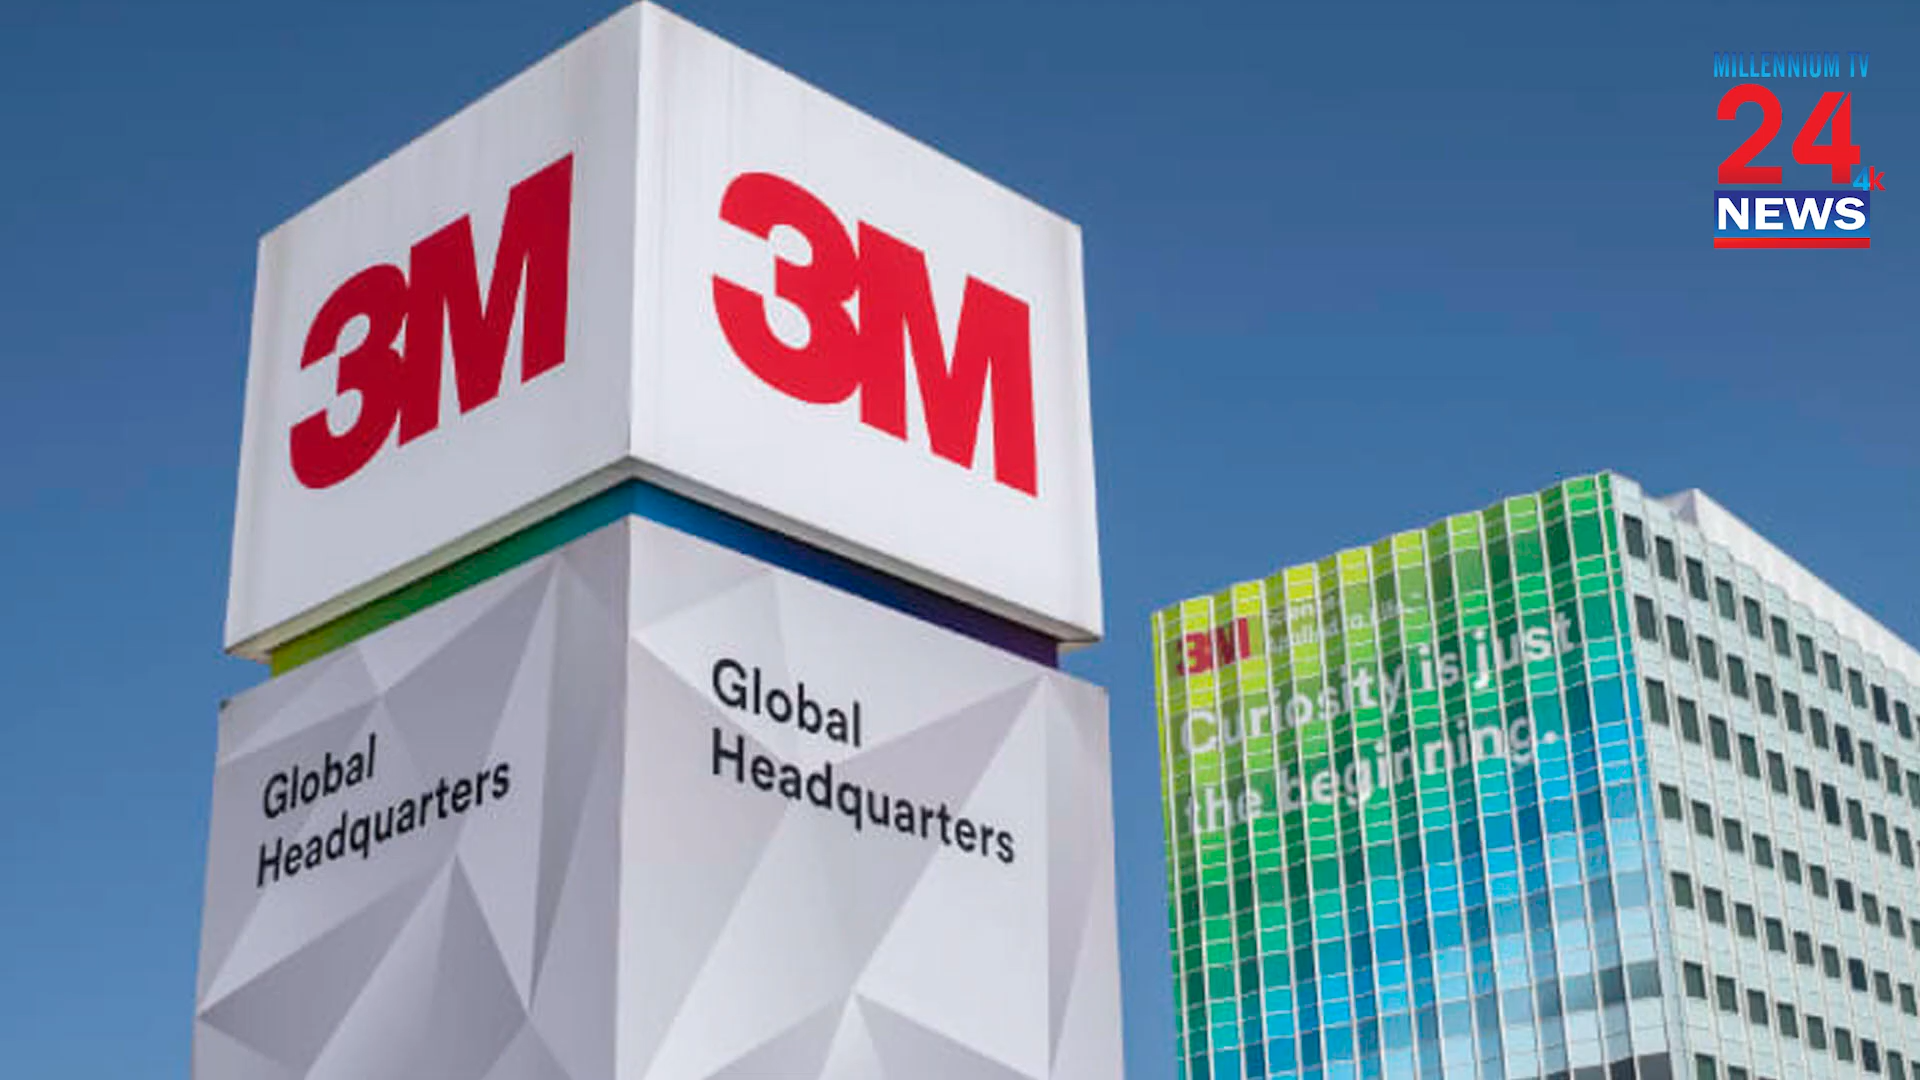 MILLENNIUM TV
24
4k
NEWS
3M
3M
Global
Headquarters
Global
Headquarters
3M
Curiosity is just
the beginning.